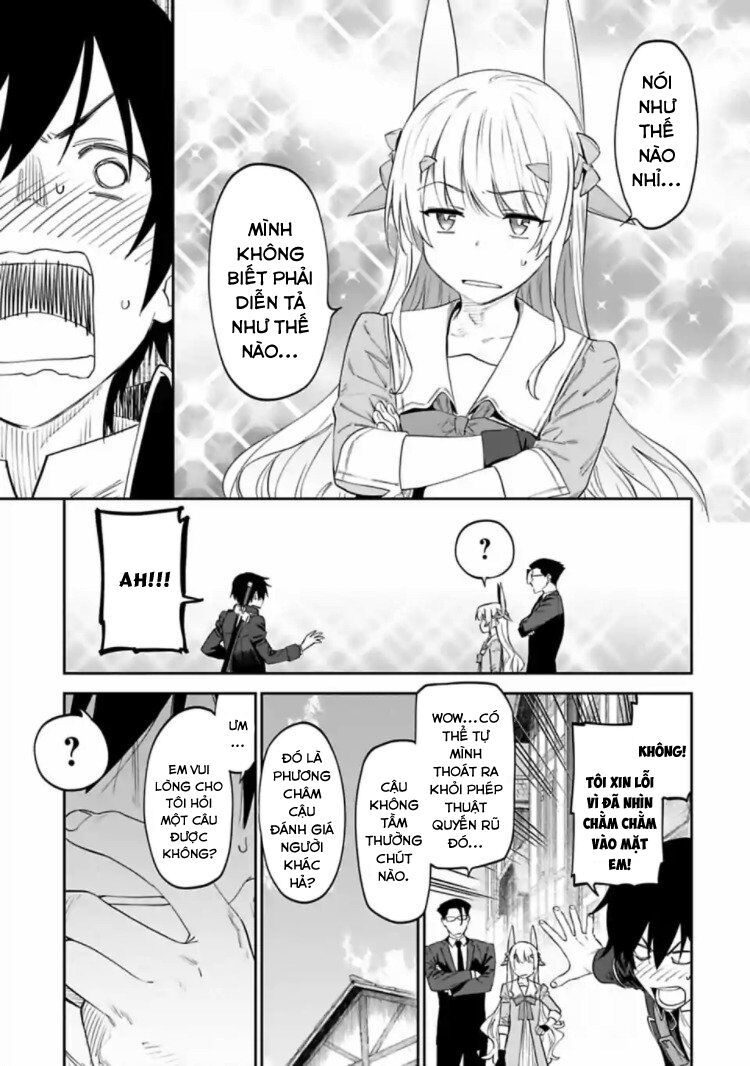 NÓI
NHƯ
THẾ
NÀO
NHỈ...
MÌNH
KHÔNG
BIẾT PHẢI
DIỄN TẢ
NHƯ THẾ
NÀO...
?
AH!!!
KHÔNG!
TÔI XIN LỖI
VÌ ĐÃ NHÌN
CHẰM CHẰM
VÀO MẶT
EM!
WOW...CÓ
THỂ TỰ
MÌNH
THOÁT RA
KHỎI PHÉP
THUẬT
QUYẾN RŨ
ĐÓ...
CẬU
KHÔNG
TẦM
THƯỜNG
CHÚT NÀO.
ĐÓ LÀ
PHƯƠNG
CHÂM
CẬU
ĐÁNH GIÁ
NGƯỜI
KHÁC
HẢ?
ƯM
...
EM VUI
LÒNG CHO
TÔI HỎI
MỘT CÂU
ĐƯỢC
KHÔNG?
?